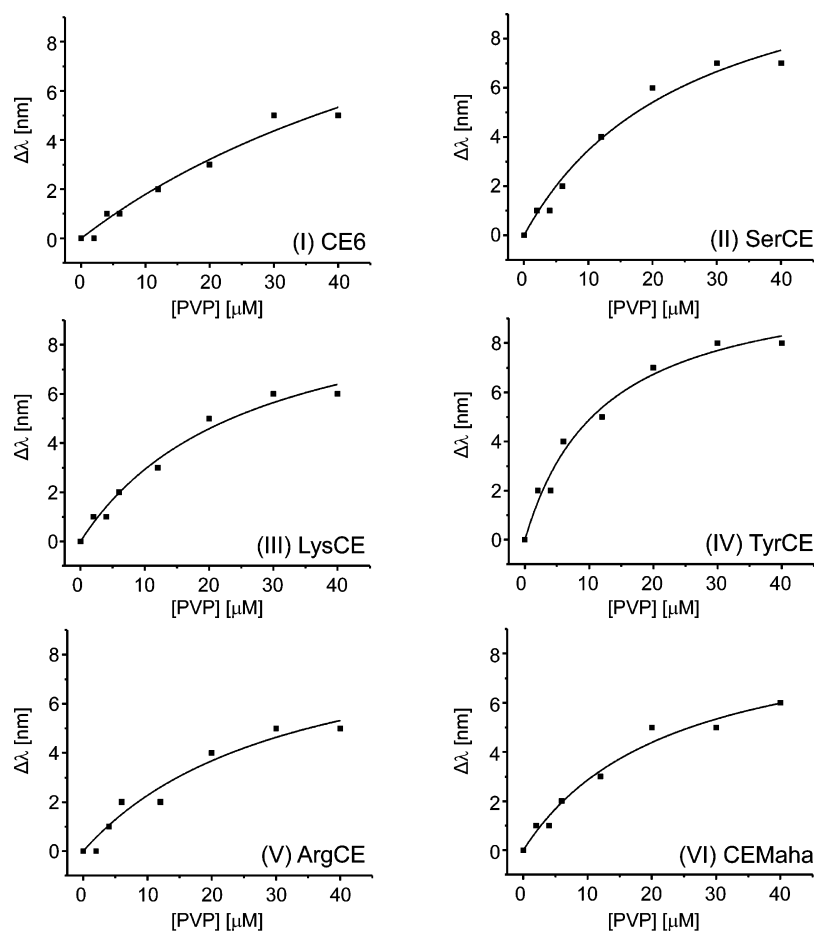 8
6
4
2
0
Δλ [nm]
(I) CE6
0 10 20 30 40
[PVP] [μM]
8
6
4
2
0
Δλ [nm]
(II) SerCE
0 10 20 30 40
[PVP] [μM]
8
6
4
2
0
Δλ [nm]
(III) LysCE
0 10 20 30 40
[PVP] [μM]
8
6
4
2
0
Δλ [nm]
(IV) TyrCE
0 10 20 30 40
[PVP] [μM]
8
6
4
2
0
Δλ [nm]
(V) ArgCE
0 10 20 30 40
[PVP] [μM]
8
6
4
2
0
Δλ [nm]
(VI) CEMaha
0 10 20 30 40
[PVP] [μM]